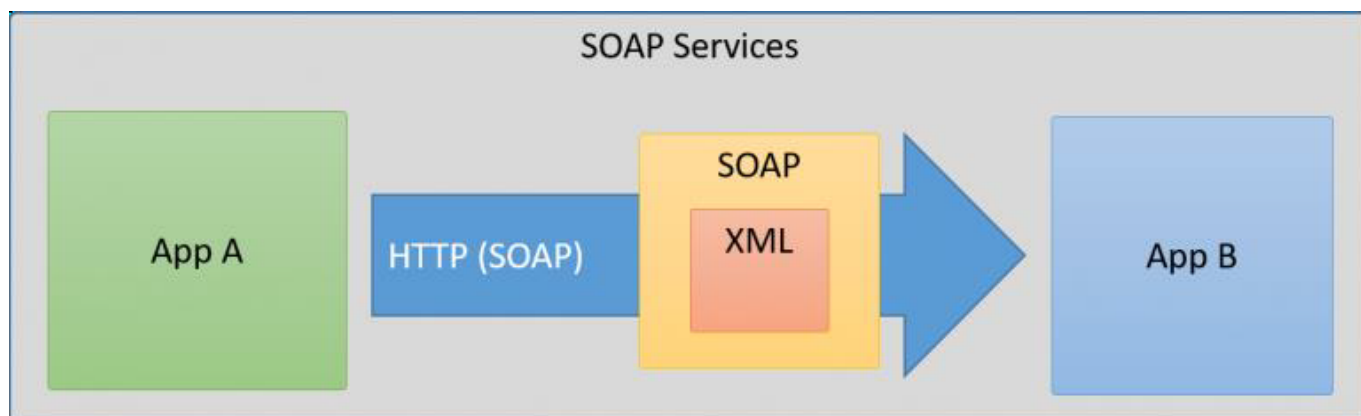 SOAP Services
App A
HTTP (SOAP)
SOAP
XML
App B